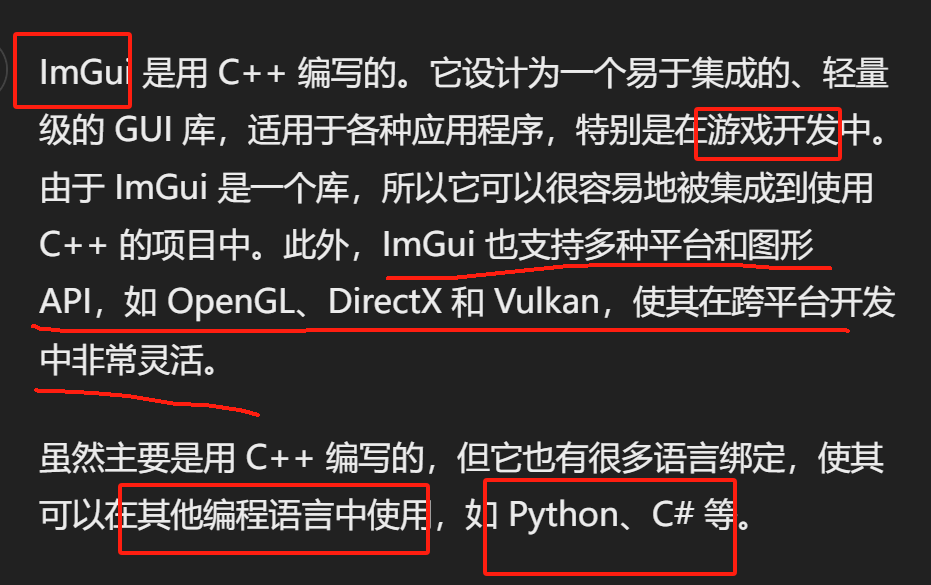 ImGui 是用 C++ 编写的。它设计为一个易于集成的、轻量
级的 GUI 库，适用于各种应用程序，特别是在游戏开发中。
由于 ImGui 是一个库，所以它可以很容易地被集成到使用
C++ 的项目中。此外，ImGui 也支持多种平台和图形
API，如 OpenGL、DirectX 和 Vulkan，使其在跨平台开发
中非常灵活。
虽然主要是用 C++ 编写的，但它也有很多语言绑定，使其
可以在其他编程语言中使用，如 Python、C# 等。